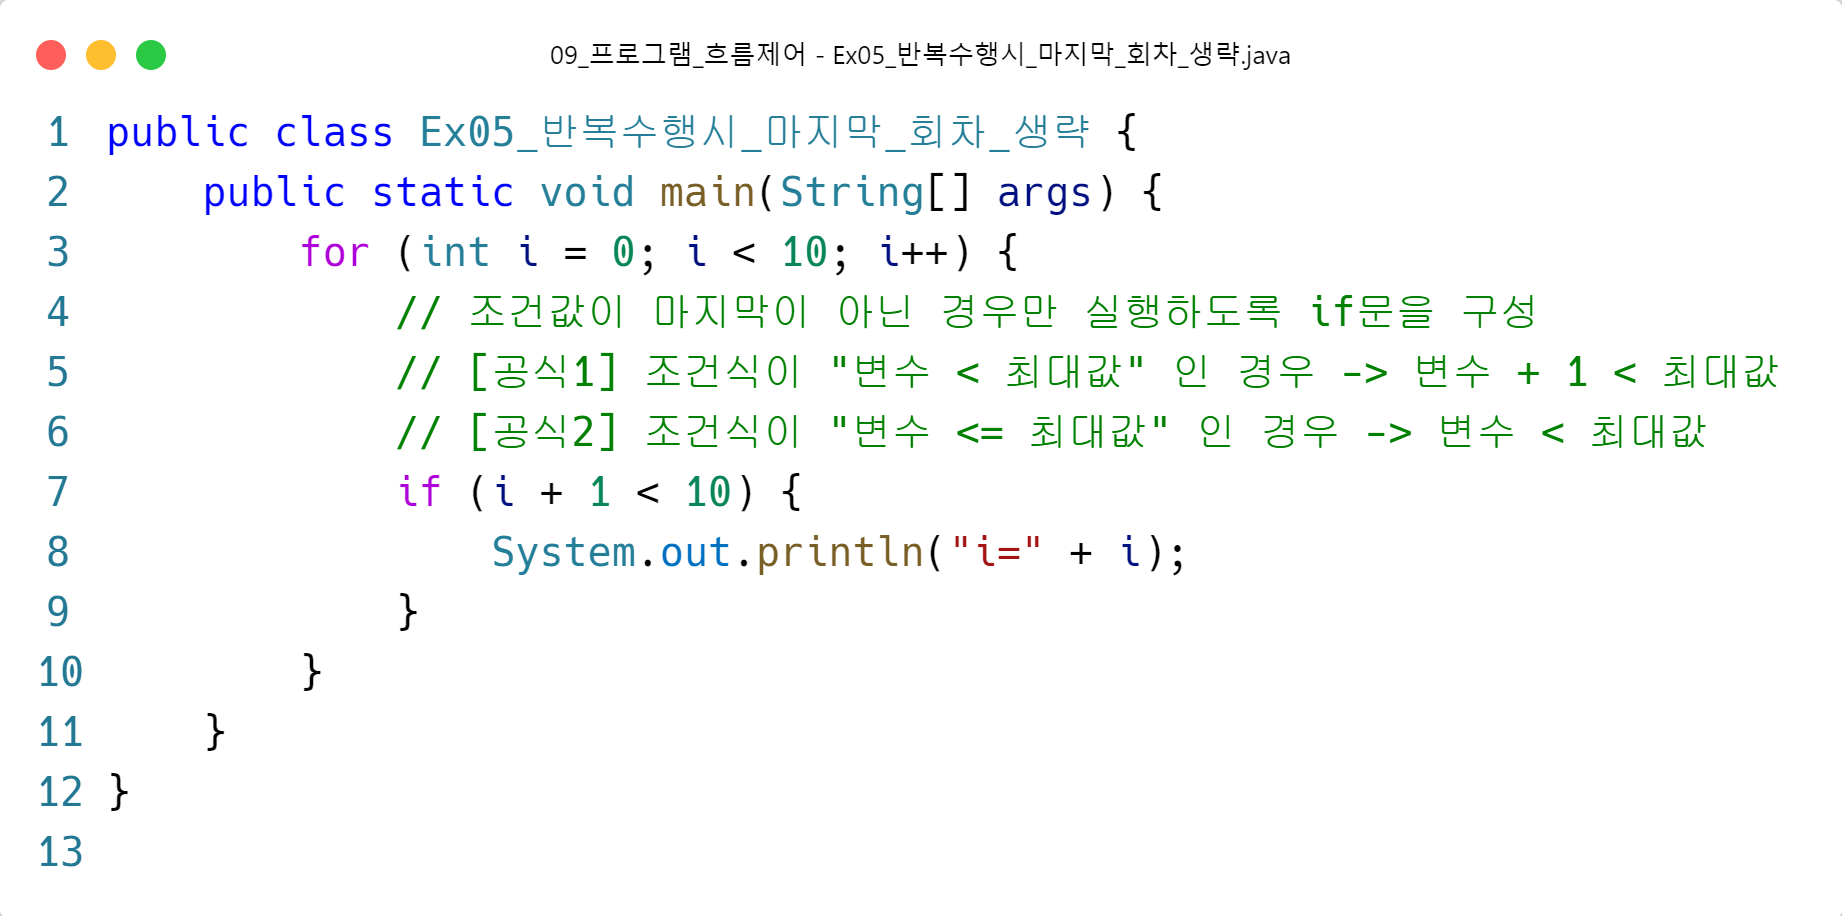 09_프로그램_흐름제어 - Ex05_반복수행시_마지막_회차_생략.java
1 public class Ex05_반복수행시_마지막_회차_생략 {
2     public static void main(String[] args) {
3         for (int i = 0; i < 10; i++) {
4             // 조건값이 마지막이 아닌 경우만 실행하도록 if문을 구성
5             // [공식1] 조건식이 "변수 < 최대값" 인 경우 -> 변수 + 1 < 최대값
6             // [공식2] 조건식이 "변수 <= 최대값" 인 경우 -> 변수 < 최대값
7             if (i + 1 < 10) {
8                 System.out.println("i=" + i);
9             }
10         }
11     }
12 }
13